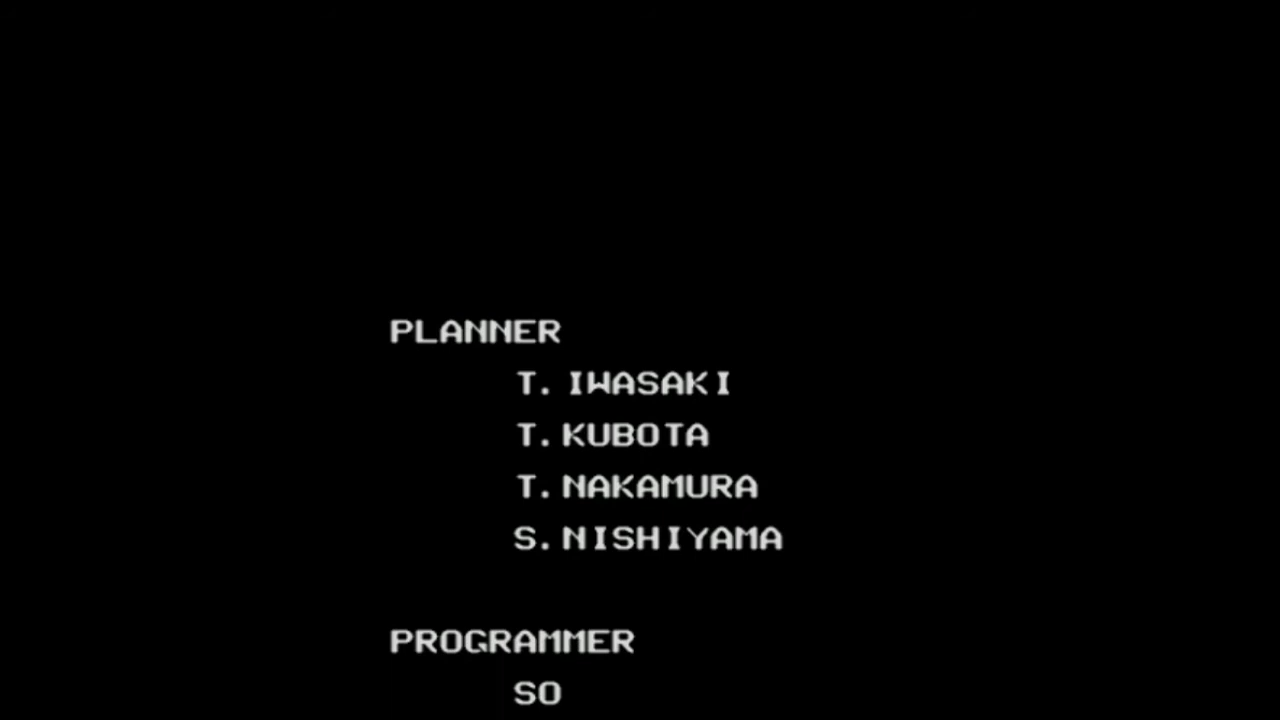 PLANNER
T. IWASAKI
T. KUBOTA
T. NAKAMURA
S. NISHIYAMA
PROGRAMMER
SO